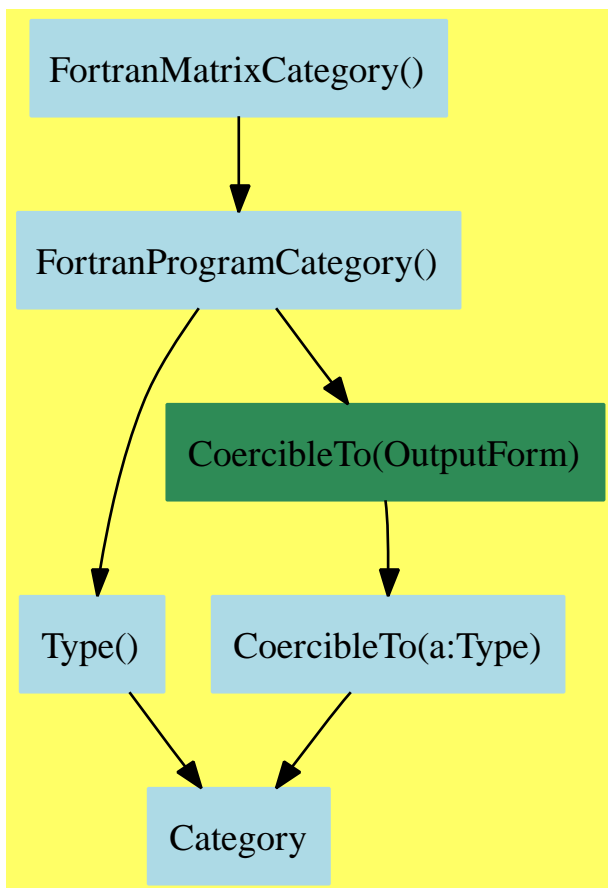 FortranMatrixCategory()
FortranProgramCategory()
CoercibleTo(OutputForm)
Type()
CoercibleTo(a:Type)
Category